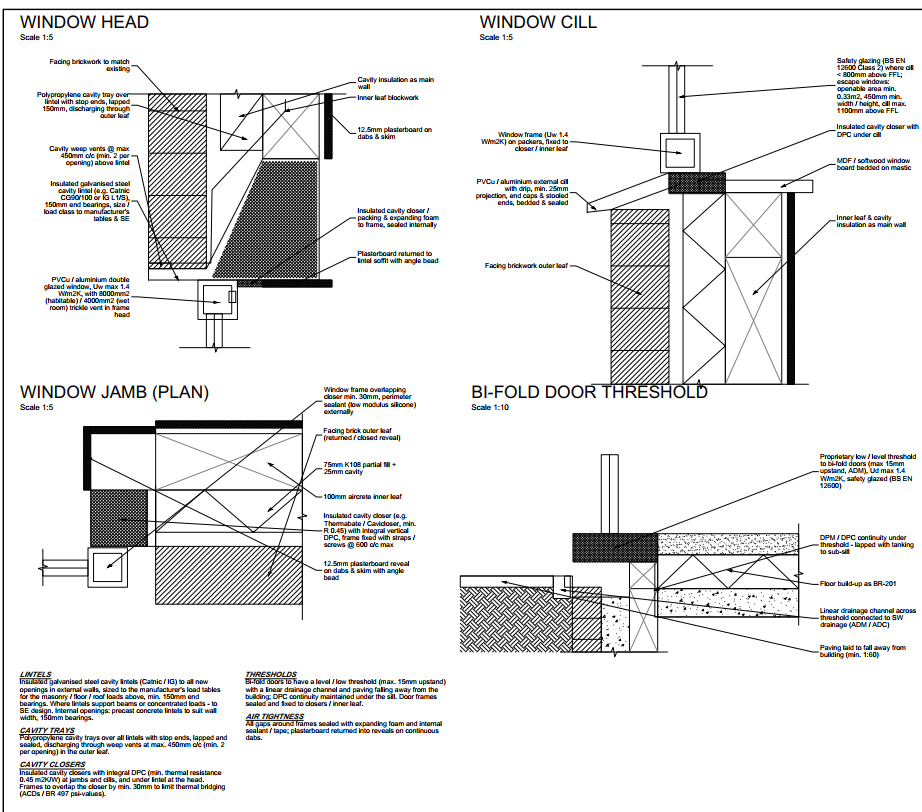 WINDOW HEAD
Scale 1:5
Facing brickwork to match
existing
Polypropylene cavity tray over
lintel with stop ends, lapped
150mm, discharging through
outer leaf
Cavity weep vents @ max
450mm c/c (min. 2 per
opening) above lintel
Insulated galvanised steel
cavity lintel (e.g. Catnic
CG90/100 or IG L1/S),
150mm end bearings, size /
load class to manufacturer's
tables & SE
PVCu / aluminium double
glazed window, Uw max 1.4
W/m2K, with 8000mm2
(habitable) / 4000mm2 (wet
room) trickle vent in frame
head
Cavity insulation as main
wall
Inner leaf blockwork
12.5mm plasterboard on
dabs & skim
Insulated cavity closer /
packing & expanding foam
to frame, sealed internally
Plasterboard returned to
lintel soffit with angle bead
WINDOW CILL
Scale 1:5
Window frame (Uw 1.4
W/m2K) on packers, fixed to
closer / inner leaf
PVCu / aluminium external cill
with drip, min. 25mm
projection, end caps & stooled
ends, bedded & sealed
Facing brickwork outer leaf
Safety glazing (BS EN
12600 Class 2) where cill
< 800mm above FFL;
escape windows:
openable area min.
0.33m2, 450mm min.
width / height, cill max.
1100mm above FFL
Insulated cavity closer with
DPC under cill
MDF / softwood window
board bedded on mastic
Inner leaf & cavity
insulation as main wall
WINDOW JAMB (PLAN)
Scale 1:5
Window frame overlapping
closer min. 30mm, perimeter
sealant (low modulus silicone)
externally
Facing brick outer leaf
(returned / closed reveal)
75mm K108 partial fill +
25mm cavity
100mm aircrete inner leaf
Insulated cavity closer (e.g.
Thermabate / Cavicloser, min.
R 0.45) with integral vertical
DPC, frame fixed with straps /
screws @ 600 c/c max
12.5mm plasterboard reveal
on dabs & skim with angle
bead
BI-FOLD DOOR THRESHOLD
Scale 1:10
Proprietary low / level threshold
to bi-fold doors (max 15mm
upstand, ADM), Ud max 1.4
W/m2K, safety glazed (BS EN
12600)
DPM / DPC continuity under
threshold - lapped with tanking
to sub-sill
Floor build-up as BR-201
Linear drainage channel across
threshold connected to SW
drainage (ADM / ADC)
Paving laid to fall away from
building (min. 1:60)
LINTELS
Insulated galvanised steel cavity lintels (Catnic / IG) to all new
openings in external walls, sized to the manufacturer's load tables
for the masonry / floor / roof loads above, min. 150mm end
bearings. Where lintels support beams or concentrated loads - to
SE design. Internal openings: precast concrete lintels to suit wall
width, 150mm bearings.
CAVITY TRAYS
Polypropylene cavity trays over all lintels with stop ends, lapped and
sealed, discharging through weep vents at max. 450mm c/c (min. 2
per opening) in the outer leaf.
CAVITY CLOSERS
Insulated cavity closers with integral DPC (min. thermal resistance
0.45 m2K/W) at jambs and cills, and under lintel at the head.
Frames to overlap the closer by min. 30mm to limit thermal bridging
(ACDs / BR 497 psi-values).
THRESHOLDS
Bi-fold doors to have a level / low threshold (max. 15mm upstand)
with a linear drainage channel and paving falling away from the
building; DPC continuity maintained under the sill. Door frames
sealed and fixed to closers / inner leaf.
AIR TIGHTNESS
All gaps around frames sealed with expanding foam and internal
sealant / tape; plasterboard returned into reveals on continuous
dabs.